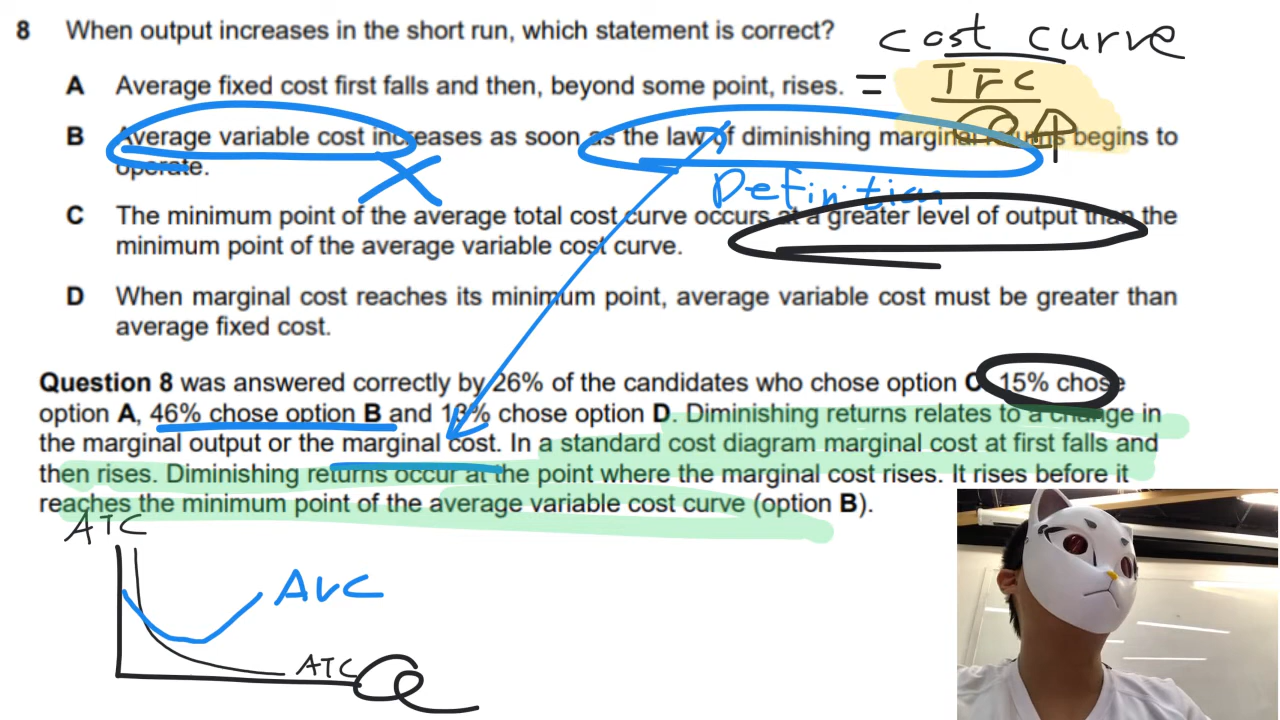 8 When output increases in the short run, which statement is correct?
cost curve
A Average fixed cost first falls and then, beyond some point, rises. = TFC
Q
B Average variable cost increases as soon as the law of diminishing marginal returns begins to
operate.
Definition
C The minimum point of the average total cost curve occurs at a greater level of output than the
minimum point of the average variable cost curve.
D When marginal cost reaches its minimum point, average variable cost must be greater than
average fixed cost.
Question 8 was answered correctly by 26% of the candidates who chose option C. 15% chose
option A, 46% chose option B and 13% chose option D. Diminishing returns relates to a change in
the marginal output or the marginal cost. In a standard cost diagram marginal cost at first falls and
then rises. Diminishing returns occur at the point where the marginal cost rises. It rises before it
reaches the minimum point of the average variable cost curve (option B).
ATC
AVC
ATC Q